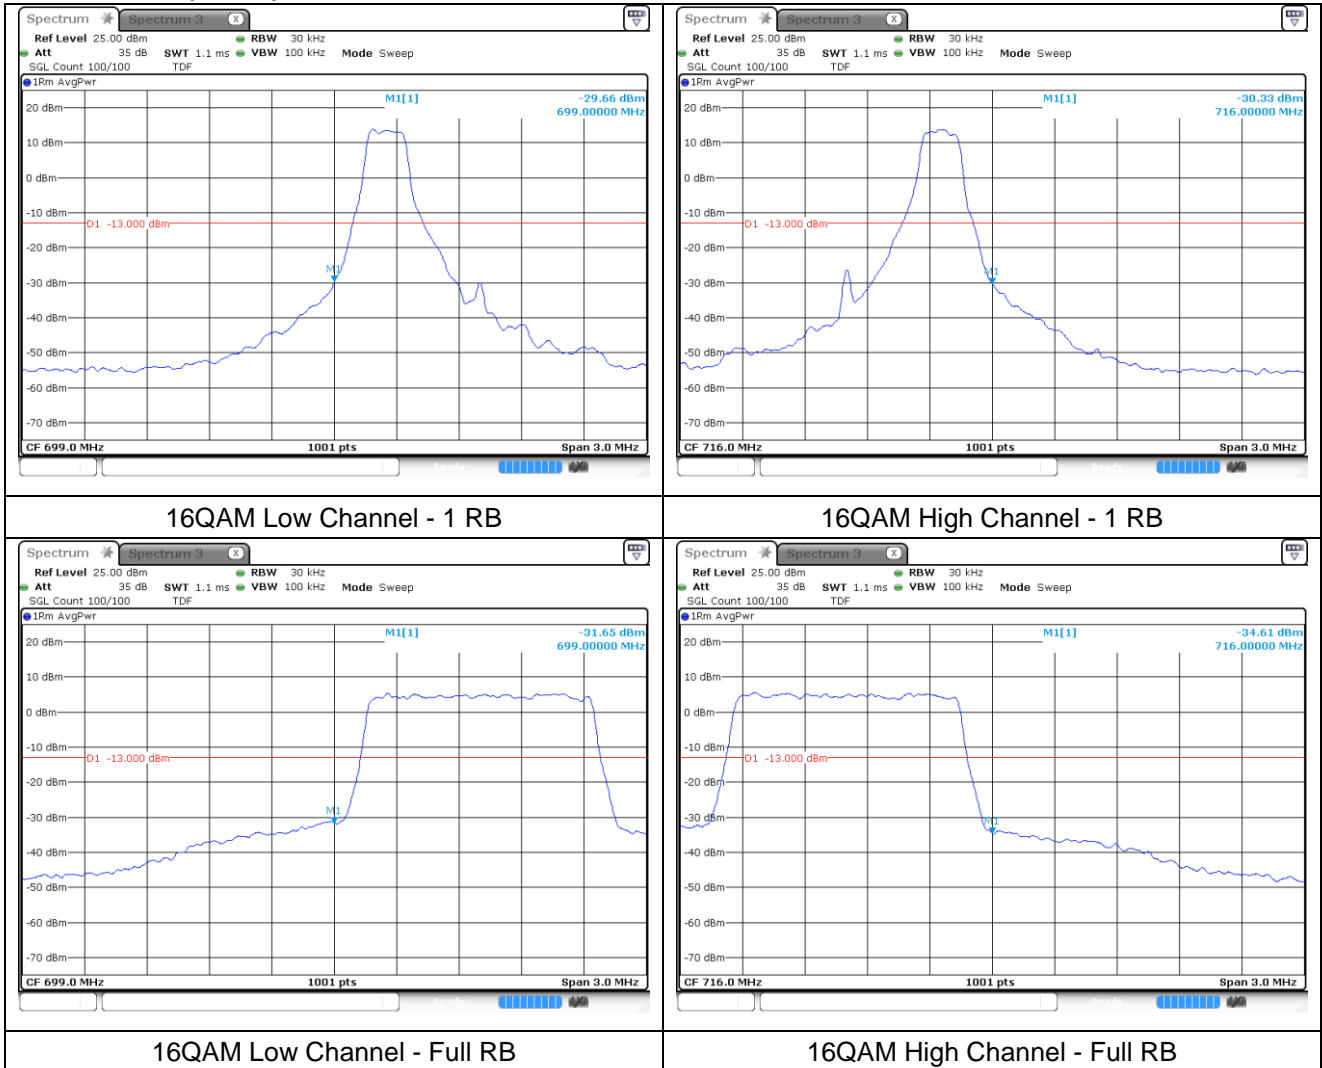 Spectrum Spectrum 3 X
Ref Level 25.00 dBm RBW 30 kHz
Att 35 dB SWT 1.1 ms VBW 100 kHz Mode Sweep
SGL Count 100/100 TDF
1Rm AvgPwr
M1[1] -29.66 dBm
699.00000 MHz
20 dBm
10 dBm
0 dBm
-10 dBm
D1 -13.000 dBm
-20 dBm
M1
-30 dBm
-40 dBm
-50 dBm
-60 dBm
-70 dBm
CF 699.0 MHz 1001 pts Span 3.0 MHz
Ready
16QAM Low Channel - 1 RB
Spectrum Spectrum 3 X
Ref Level 25.00 dBm RBW 30 kHz
Att 35 dB SWT 1.1 ms VBW 100 kHz Mode Sweep
SGL Count 100/100 TDF
1Rm AvgPwr
M1[1] -30.33 dBm
716.00000 MHz
20 dBm
10 dBm
0 dBm
-10 dBm
D1 -13.000 dBm
-20 dBm
M1
-30 dBm
-40 dBm
-50 dBm
-60 dBm
-70 dBm
CF 716.0 MHz 1001 pts Span 3.0 MHz
Ready
16QAM High Channel - 1 RB
Spectrum Spectrum 3 X
Ref Level 25.00 dBm RBW 30 kHz
Att 35 dB SWT 1.1 ms VBW 100 kHz Mode Sweep
SGL Count 100/100 TDF
1Rm AvgPwr
M1[1] -31.65 dBm
699.00000 MHz
20 dBm
10 dBm
0 dBm
-10 dBm
D1 -13.000 dBm
-20 dBm
M1
-30 dBm
-40 dBm
-50 dBm
-60 dBm
-70 dBm
CF 699.0 MHz 1001 pts Span 3.0 MHz
Ready
16QAM Low Channel - Full RB
Spectrum Spectrum 3 X
Ref Level 25.00 dBm RBW 30 kHz
Att 35 dB SWT 1.1 ms VBW 100 kHz Mode Sweep
SGL Count 100/100 TDF
1Rm AvgPwr
M1[1] -34.61 dBm
716.00000 MHz
20 dBm
10 dBm
0 dBm
-10 dBm
D1 -13.000 dBm
-20 dBm
M1
-30 dBm
-40 dBm
-50 dBm
-60 dBm
-70 dBm
CF 716.0 MHz 1001 pts Span 3.0 MHz
Ready
16QAM High Channel - Full RB